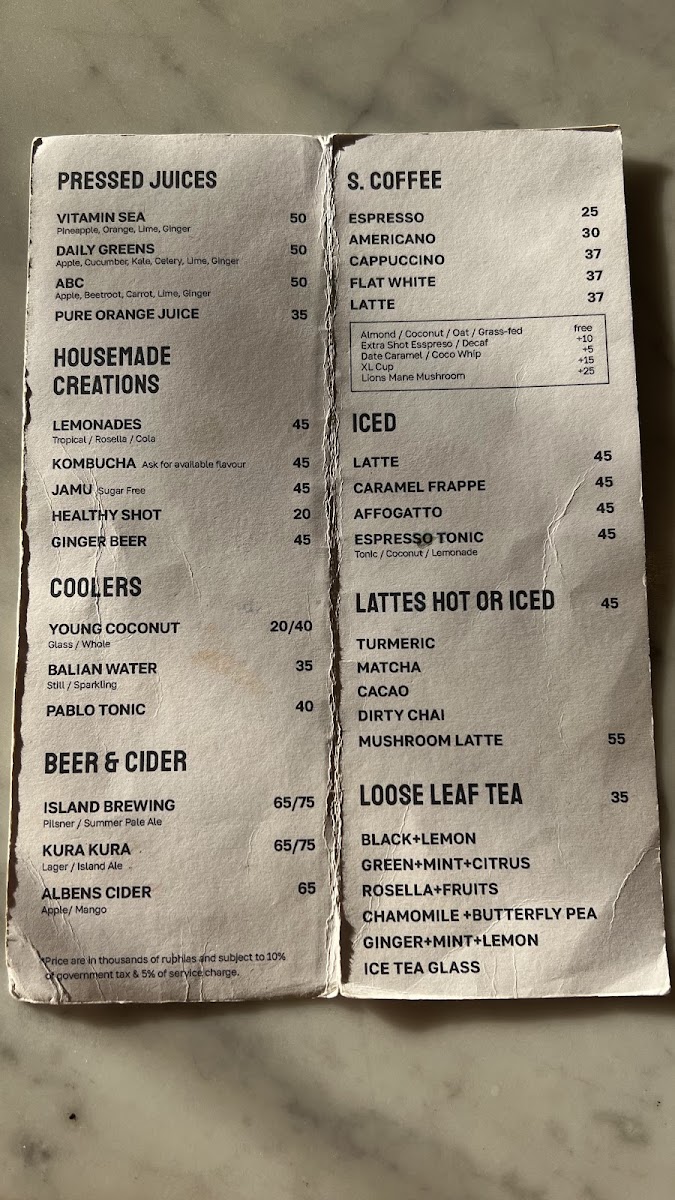 PRESSED JUICES
VITAMIN SEA 50
Pineapple, Orange, Lime, Ginger
DAILY GREENS 50
Apple, Cucumber, Kale, Celery, Lime, Ginger
ABC 50
Apple, Beetroot, Carrot, Lime, Ginger
PURE ORANGE JUICE 35
HOUSEMADE
CREATIONS
LEMONADES 45
Tropical / Rosella / Cola
KOMBUCHA Ask for available flavour 45
JAMU Sugar Free 45
HEALTHY SHOT 20
GINGER BEER 45
COOLERS
YOUNG COCONUT 20/40
Glass / Whole
BALIAN WATER 35
Still / Sparkling
PABLO TONIC 40
BEER & CIDER
ISLAND BREWING 65/75
Pilsner / Summer Pale Ale
KURA KURA 65/75
Lager / Island Ale
ALBENS CIDER 65
Apple/ Mango
*Price are in thousands of ruphias and subject to 10%
of government tax & 5% of service charge.
S. COFFEE
ESPRESSO 25
AMERICANO 30
CAPPUCCINO 37
FLAT WHITE 37
LATTE 37
Almond / Coconut / Oat / Grass-fed free
Extra Shot Esspreso / Decaf +10
Date Caramel / Coco Whip +5
XL Cup +15
Lions Mane Mushroom +25
ICED
LATTE 45
CARAMEL FRAPPE 45
AFFOGATTO 45
ESPRESSO TONIC 45
Tonic / Coconut / Lemonade
LATTES HOT OR ICED 45
TURMERIC
MATCHA
CACAO
DIRTY CHAI
MUSHROOM LATTE 55
LOOSE LEAF TEA 35
BLACK+LEMON
GREEN+MINT+CITRUS
ROSELLA+FRUITS
CHAMOMILE +BUTTERFLY PEA
GINGER+MINT+LEMON
ICE TEA GLASS